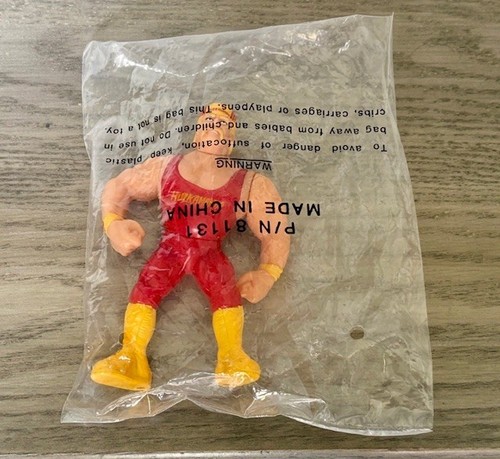 WARNING
To avoid danger of suffocation, keep plastic
bag away from babies and children. Do not use in
cribs, carriages or playpens. This bag is not a toy.
P/N 81131
MADE IN CHINA